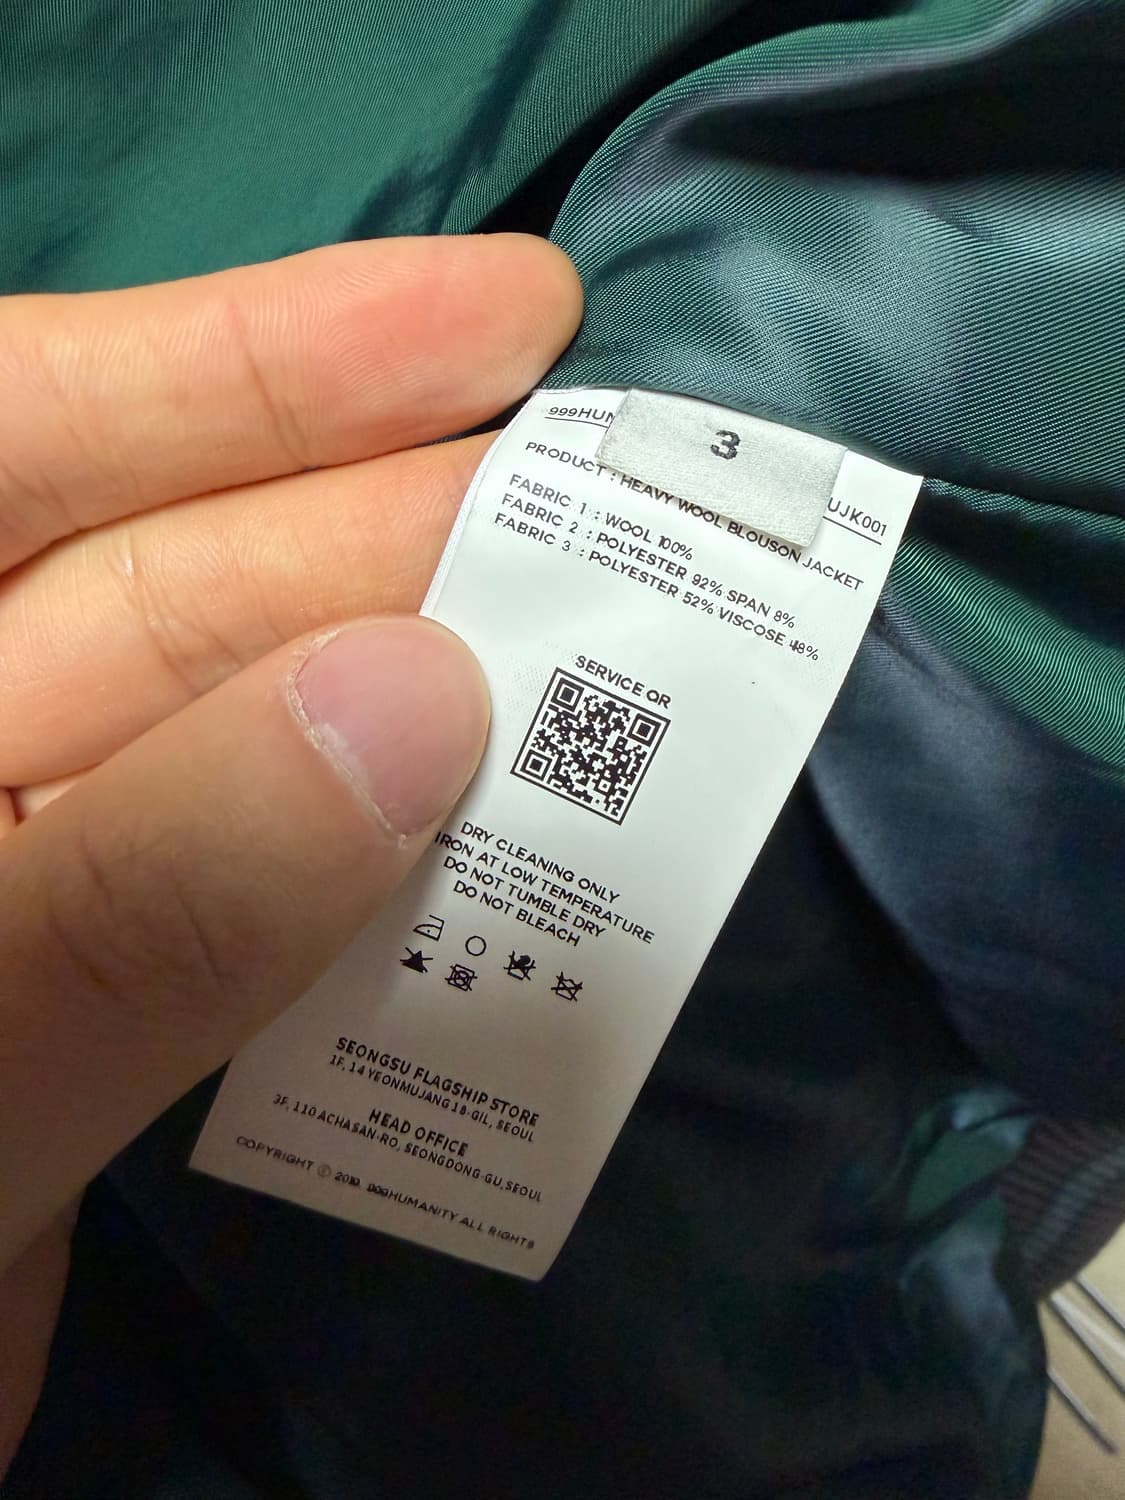 3
999HUM
UJK001
PRODUCT : HEAVY WOOL BLOUSON JACKET
FABRIC 1 : WOOL 100%
FABRIC 2 : POLYESTER 92% SPAN 8%
FABRIC 3 : POLYESTER 52% VISCOSE 48%
SERVICE QR
DRY CLEANING ONLY
IRON AT LOW TEMPERATURE
DO NOT TUMBLE DRY
DO NOT BLEACH
SEONGSU FLAGSHIP STORE
1F, 14 YEONMUJANG 18-GIL, SEOUL
HEAD OFFICE
3F, 110 ACHASAN-RO, SEONGDONG-GU, SEOUL
COPYRIGHT © 999HUMANITY ALL RIGHTS